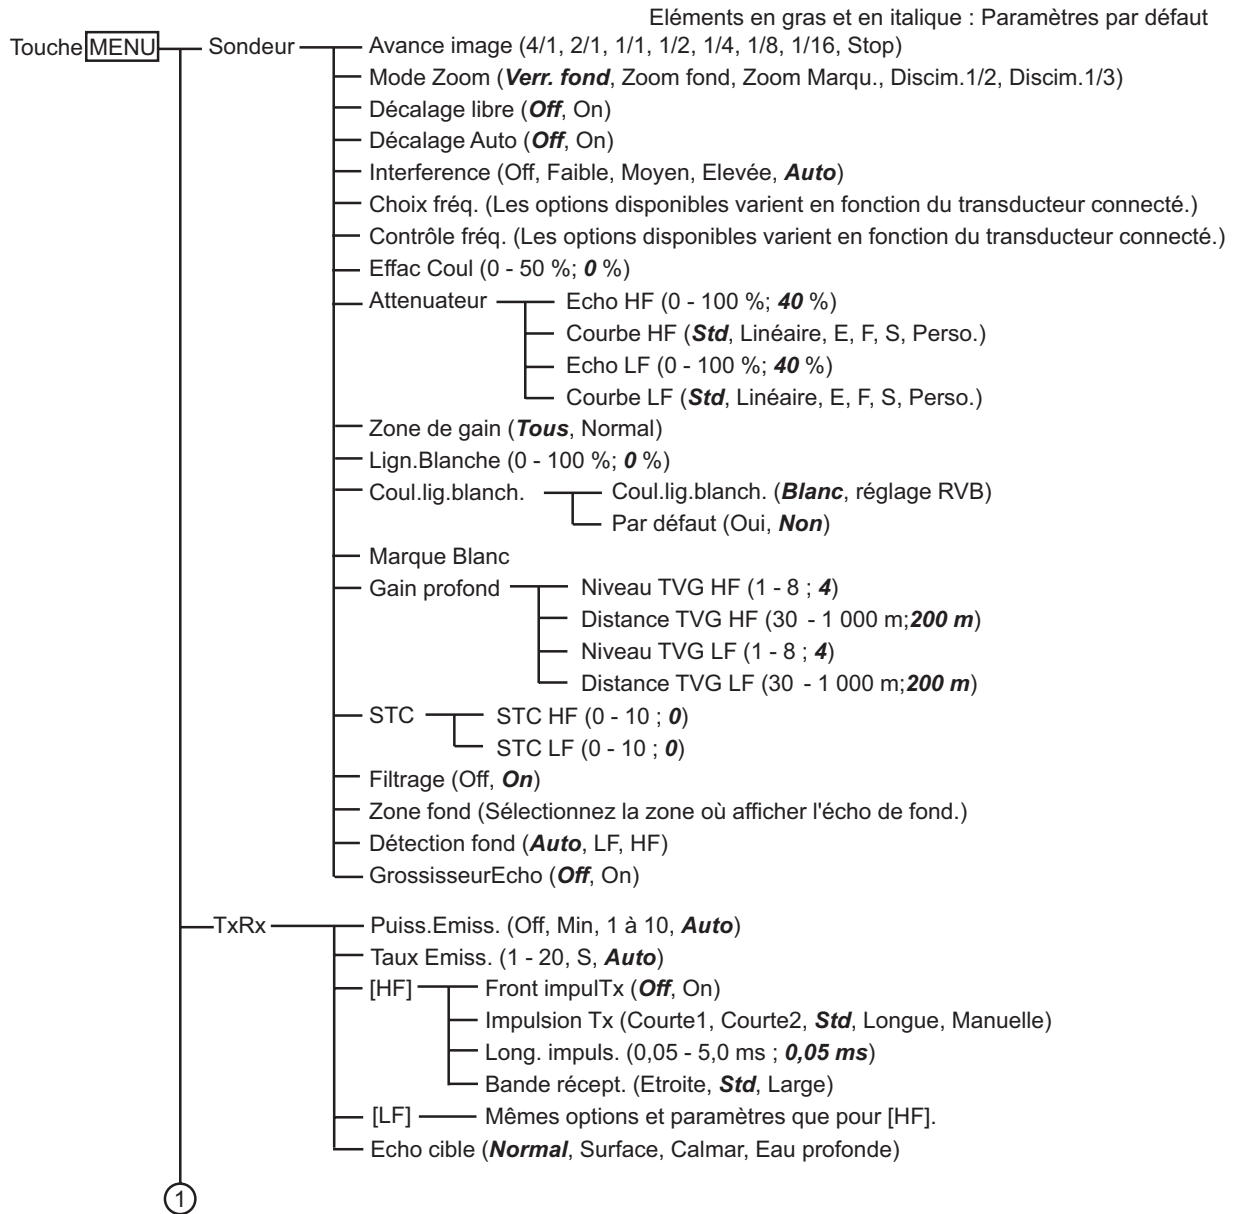 Eléments en gras et en italique : Paramètres par défaut
Touche MENU
Sondeur
Avance image (4/1, 2/1, 1/1, 1/2, 1/4, 1/8, 1/16, Stop)
Mode Zoom (Verr. fond, Zoom fond, Zoom Marqu., Discim.1/2, Discim.1/3)
Décalage libre (Off, On)
Décalage Auto (Off, On)
Interference (Off, Faible, Moyen, Elevée, Auto)
Choix fréq. (Les options disponibles varient en fonction du transducteur connecté.)
Contrôle fréq. (Les options disponibles varient en fonction du transducteur connecté.)
Effac Coul (0 - 50 %; 0 %)
Attenuateur
Echo HF (0 - 100 %; 40 %)
Courbe HF (Std, Linéaire, E, F, S, Perso.)
Echo LF (0 - 100 %; 40 %)
Courbe LF (Std, Linéaire, E, F, S, Perso.)
Zone de gain (Tous, Normal)
Lign.Blanche (0 - 100 %; 0 %)
Coul.lig.blanch.
Coul.lig.blanch. (Blanc, réglage RVB)
Par défaut (Oui, Non)
Marque Blanc
Gain profond
Niveau TVG HF (1 - 8 ; 4)
Distance TVG HF (30 - 1 000 m;200 m)
Niveau TVG LF (1 - 8 ; 4)
Distance TVG LF (30 - 1 000 m;200 m)
STC
STC HF (0 - 10 ; 0)
STC LF (0 - 10 ; 0)
Filtrage (Off, On)
Zone fond (Sélectionnez la zone où afficher l'écho de fond.)
Détection fond (Auto, LF, HF)
GrossisseurEcho (Off, On)
TxRx
Puiss.Emiss. (Off, Min, 1 à 10, Auto)
Taux Emiss. (1 - 20, S, Auto)
[HF]
Front impulTx (Off, On)
Impulsion Tx (Courte1, Courte2, Std, Longue, Manuelle)
Long. impuls. (0,05 - 5,0 ms ; 0,05 ms)
Bande récept. (Etroite, Std, Large)
[LF]
Mêmes options et paramètres que pour [HF].
Echo cible (Normal, Surface, Calmar, Eau profonde)
1